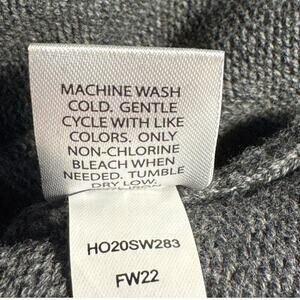 MACHINE WASH
COLD. GENTLE
CYCLE WITH LIKE
COLORS. ONLY
NON-CHLORINE
BLEACH WHEN
NEEDED. TUMBLE
DRY LOW.
HO20SW283
FW22